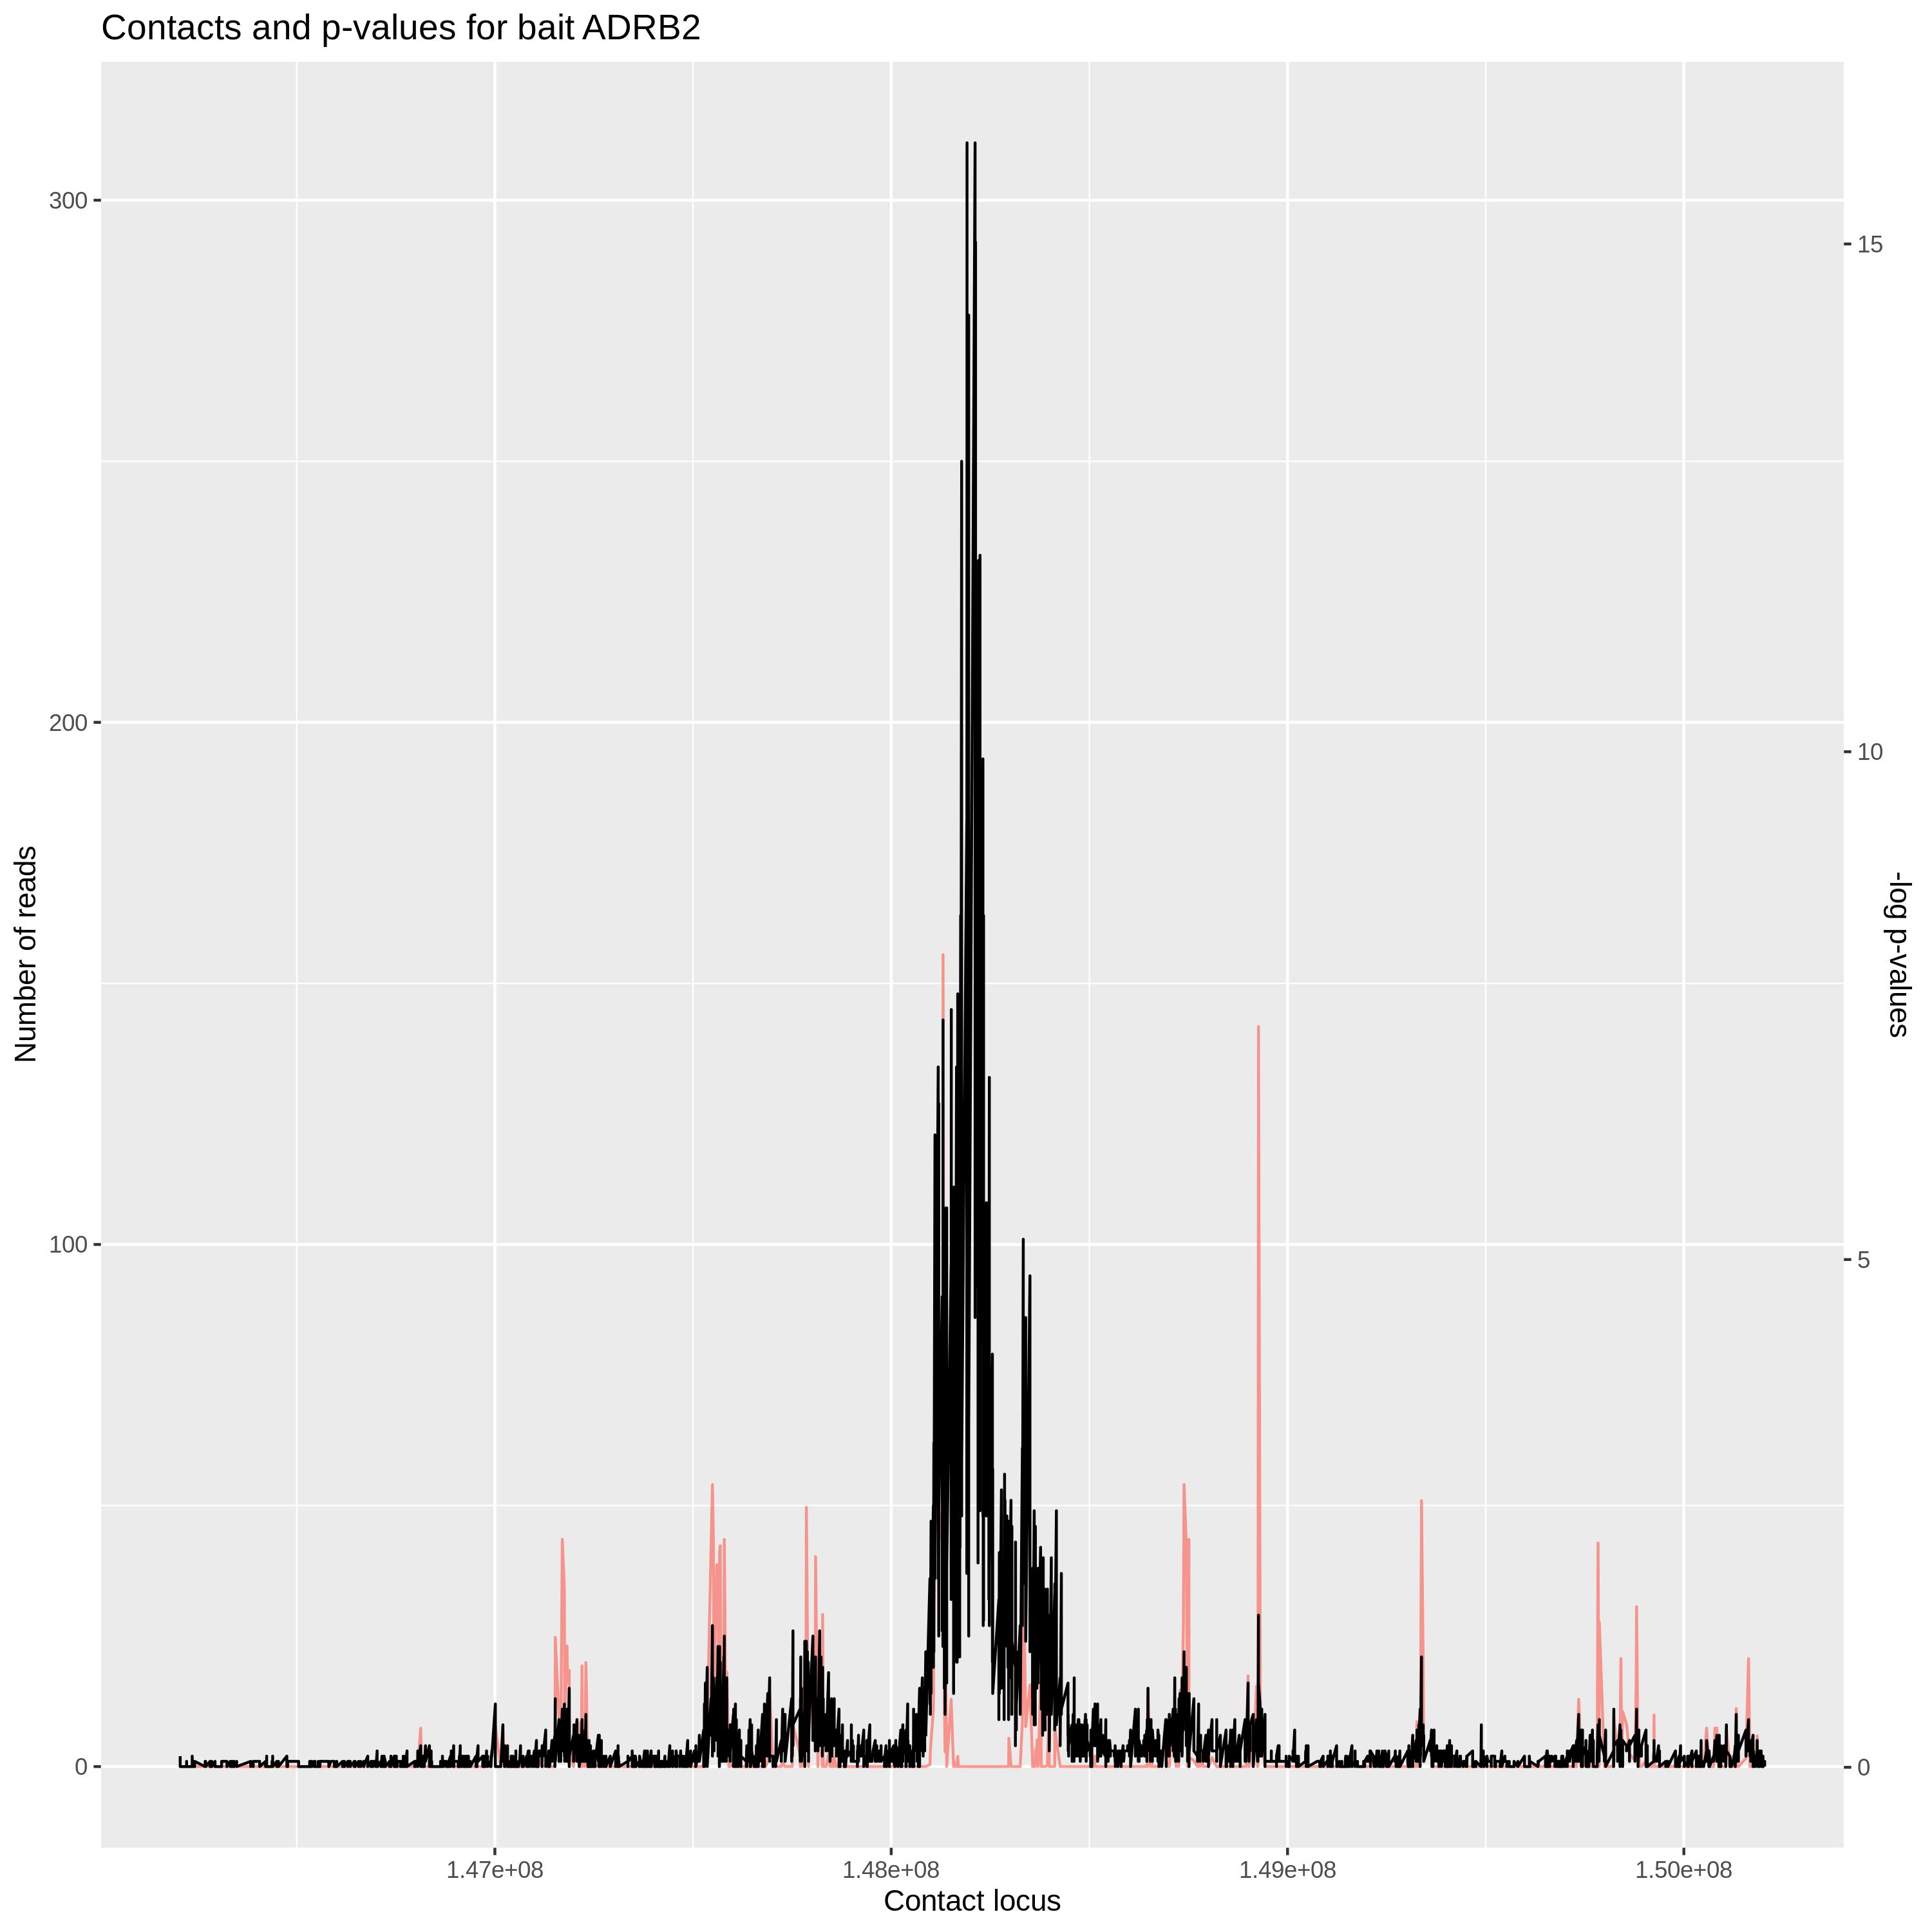 Contacts and p-values for bait ADRB2
300
200
100
0
Number of reads
15
10
5
0
-log p-values
1.47e+08
1.48e+08
1.49e+08
1.50e+08
Contact locus